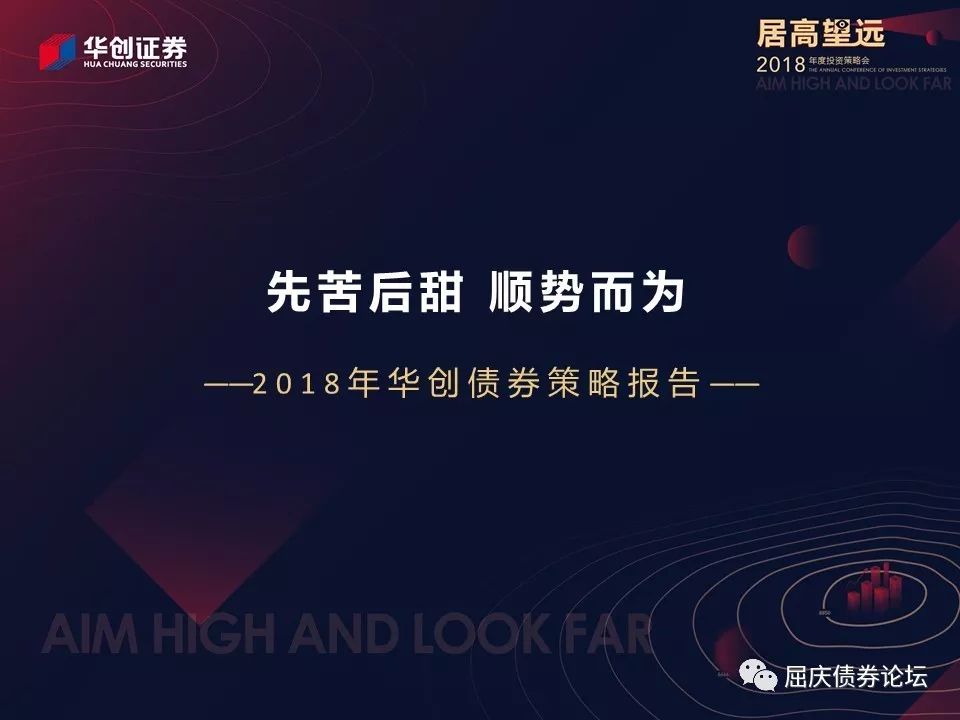 华创证券
HUA CHUANG SECURITIES
居高望远
2018 年度投资策略会
THE ANNUAL CONFERENCE OF INVESTMENT STRATEGIES
AIM HIGH AND LOOK FAR
先苦后甜 顺势而为
——2018年华创债券策略报告——
AIM HIGH AND LOOK FAR
屈庆债券论坛